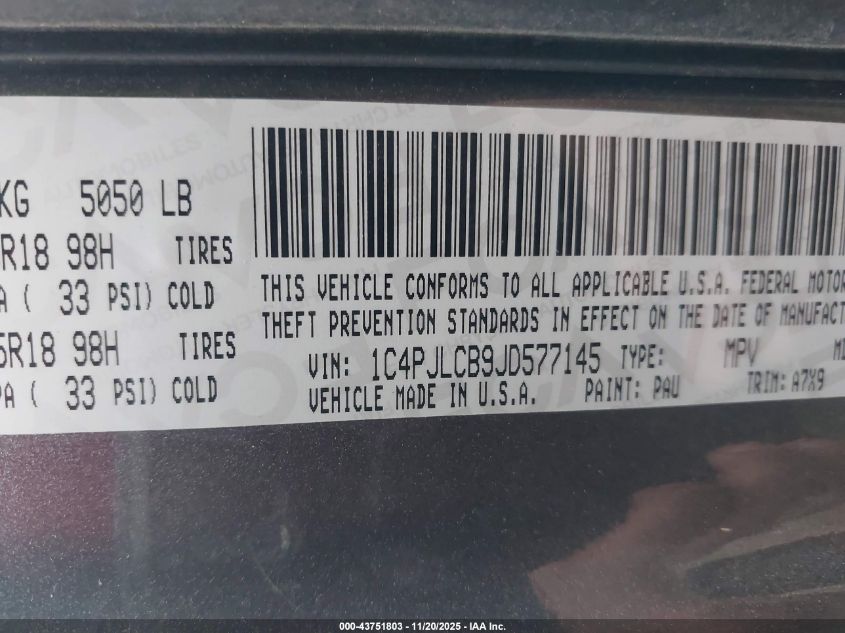 KG 5050 LB
R18 98H TIRES
A ( 33 PSI) COLD
5R18 98H TIRES
PA ( 33 PSI) COLD
THIS VEHICLE CONFORMS TO ALL APPLICABLE U.S.A. FEDERAL MOTOR
THEFT PREVENTION STANDARDS IN EFFECT ON THE DATE OF MANUFACT
VIN: 1C4PJLCB9JD577145 TYPE: MPV
VEHICLE MADE IN U.S.A. PAINT: PAU TRIM: A7X9
000-43751803 - 11/20/2025 - IAA Inc.